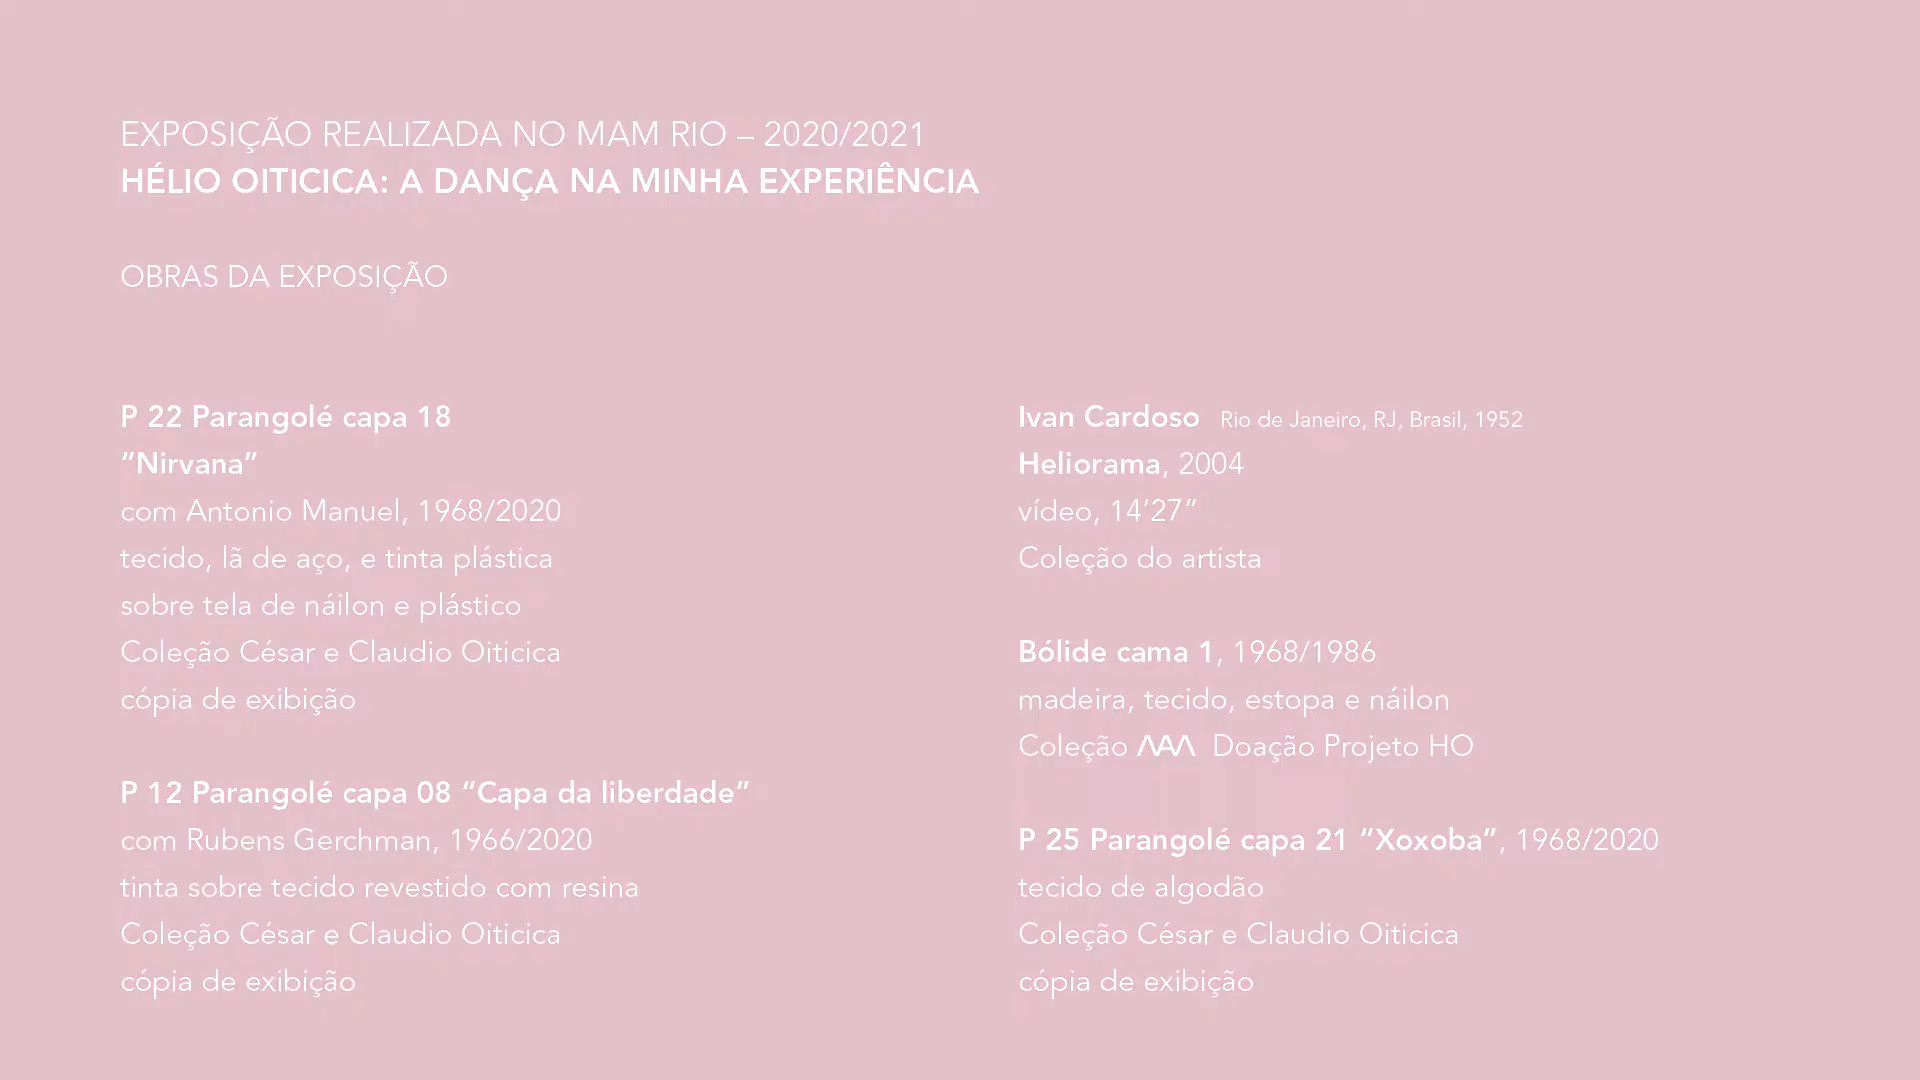 EXPOSIÇÃO REALIZADA NO MAM RIO – 2020/2021
HÉLIO OITICICA: A DANÇA NA MINHA EXPERIÊNCIA
OBRAS DA EXPOSIÇÃO
P 22 Parangolé capa 18
“Nirvana”
com Antonio Manuel, 1968/2020
tecido, lã de aço, e tinta plástica
sobre tela de náilon e plástico
Coleção César e Claudio Oiticica
cópia de exibição
P 12 Parangolé capa 08 “Capa da liberdade”
com Rubens Gerchman, 1966/2020
tinta sobre tecido revestido com resina
Coleção César e Claudio Oiticica
cópia de exibição
Ivan Cardoso Rio de Janeiro, RJ, Brasil, 1952
Heliorama, 2004
vídeo, 14’27”
Coleção do artista
Bólide cama 1, 1968/1986
madeira, tecido, estopa e náilon
Coleção MAM Doação Projeto HO
P 25 Parangolé capa 21 “Xoxoba”, 1968/2020
tecido de algodão
Coleção César e Claudio Oiticica
cópia de exibição